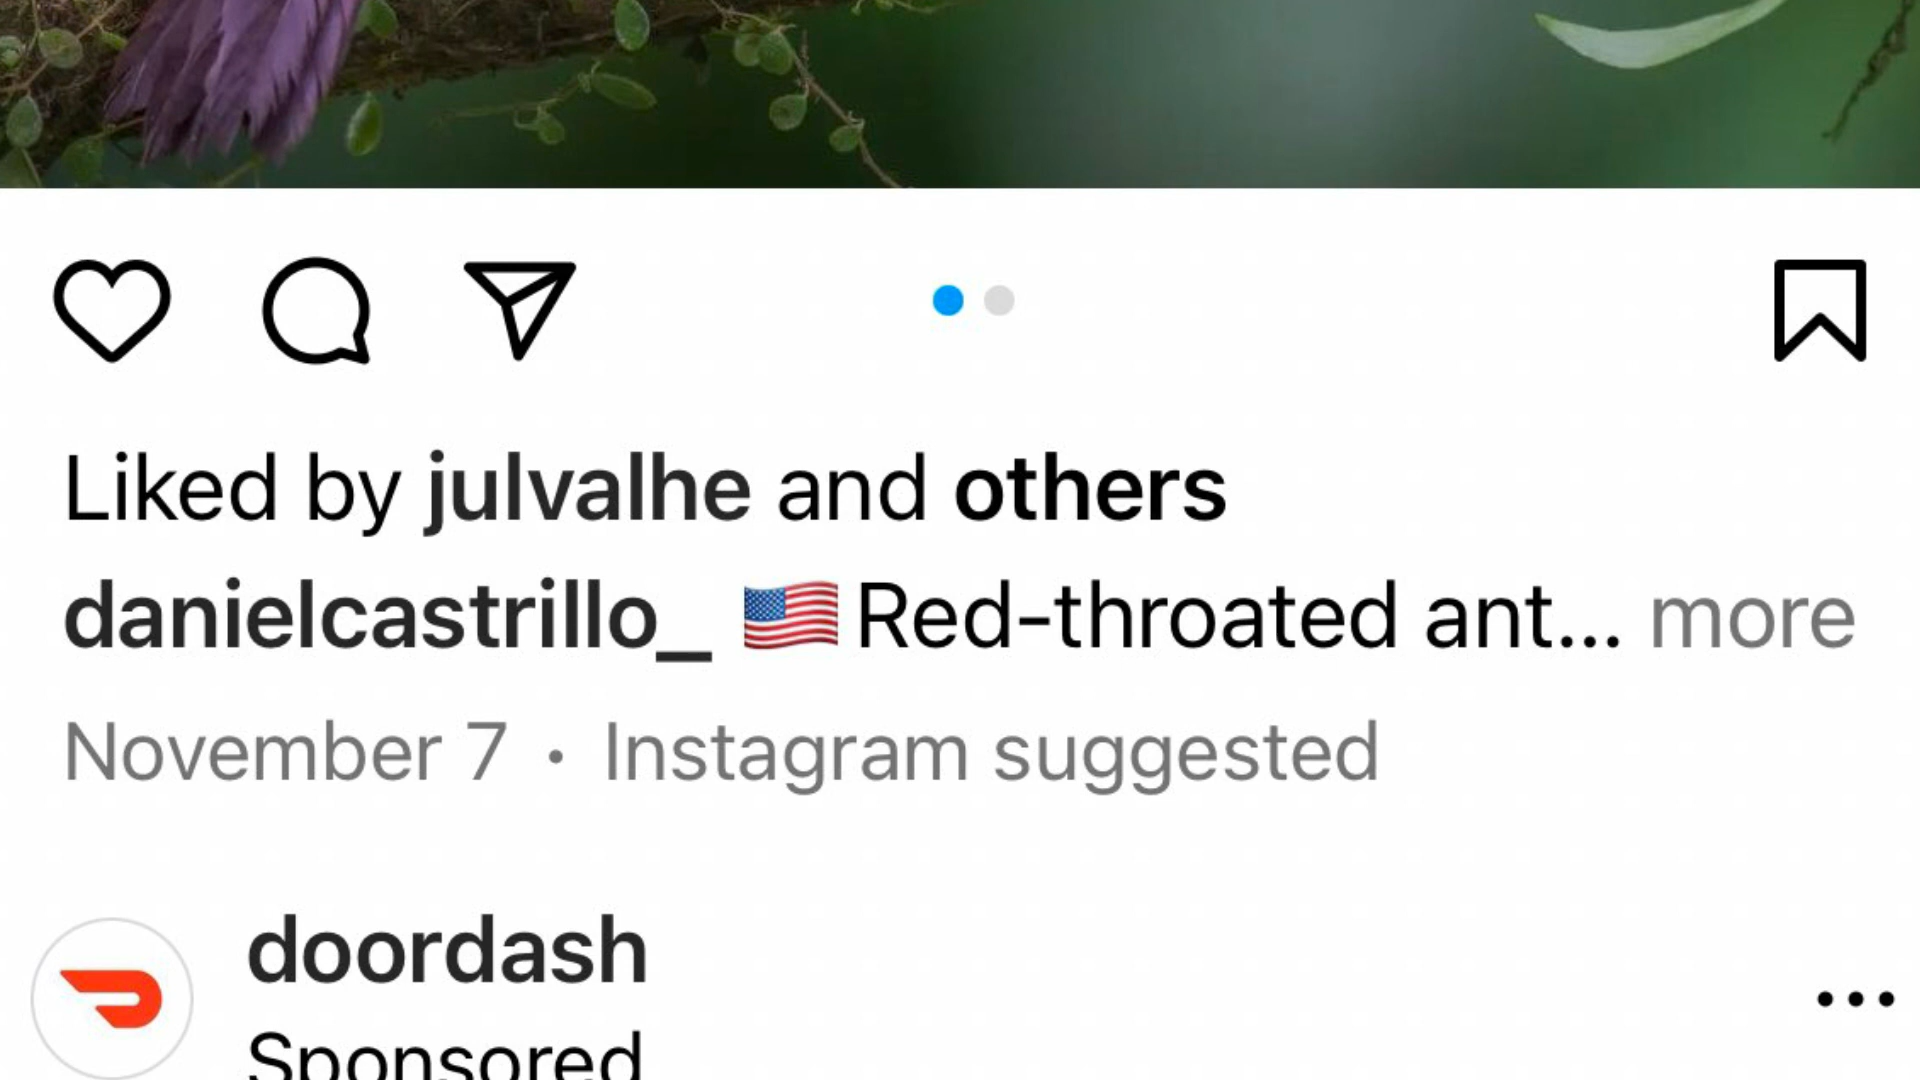 Liked by julvalhe and others
danielcastrillo_ 🇺🇸 Red-throated ant... more
November 7 • Instagram suggested
doordash
Sponsored